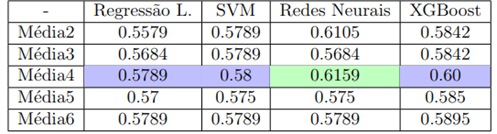 - Regressão L. SVM Redes Neurais XGBoost
Média2 0.5579 0.5789 0.6105 0.5842
Média3 0.5684 0.5789 0.5684 0.5842
Média4 0.5789 0.58 0.6159 0.60
Média5 0.57 0.575 0.575 0.585
Média6 0.5789 0.5789 0.5789 0.5895